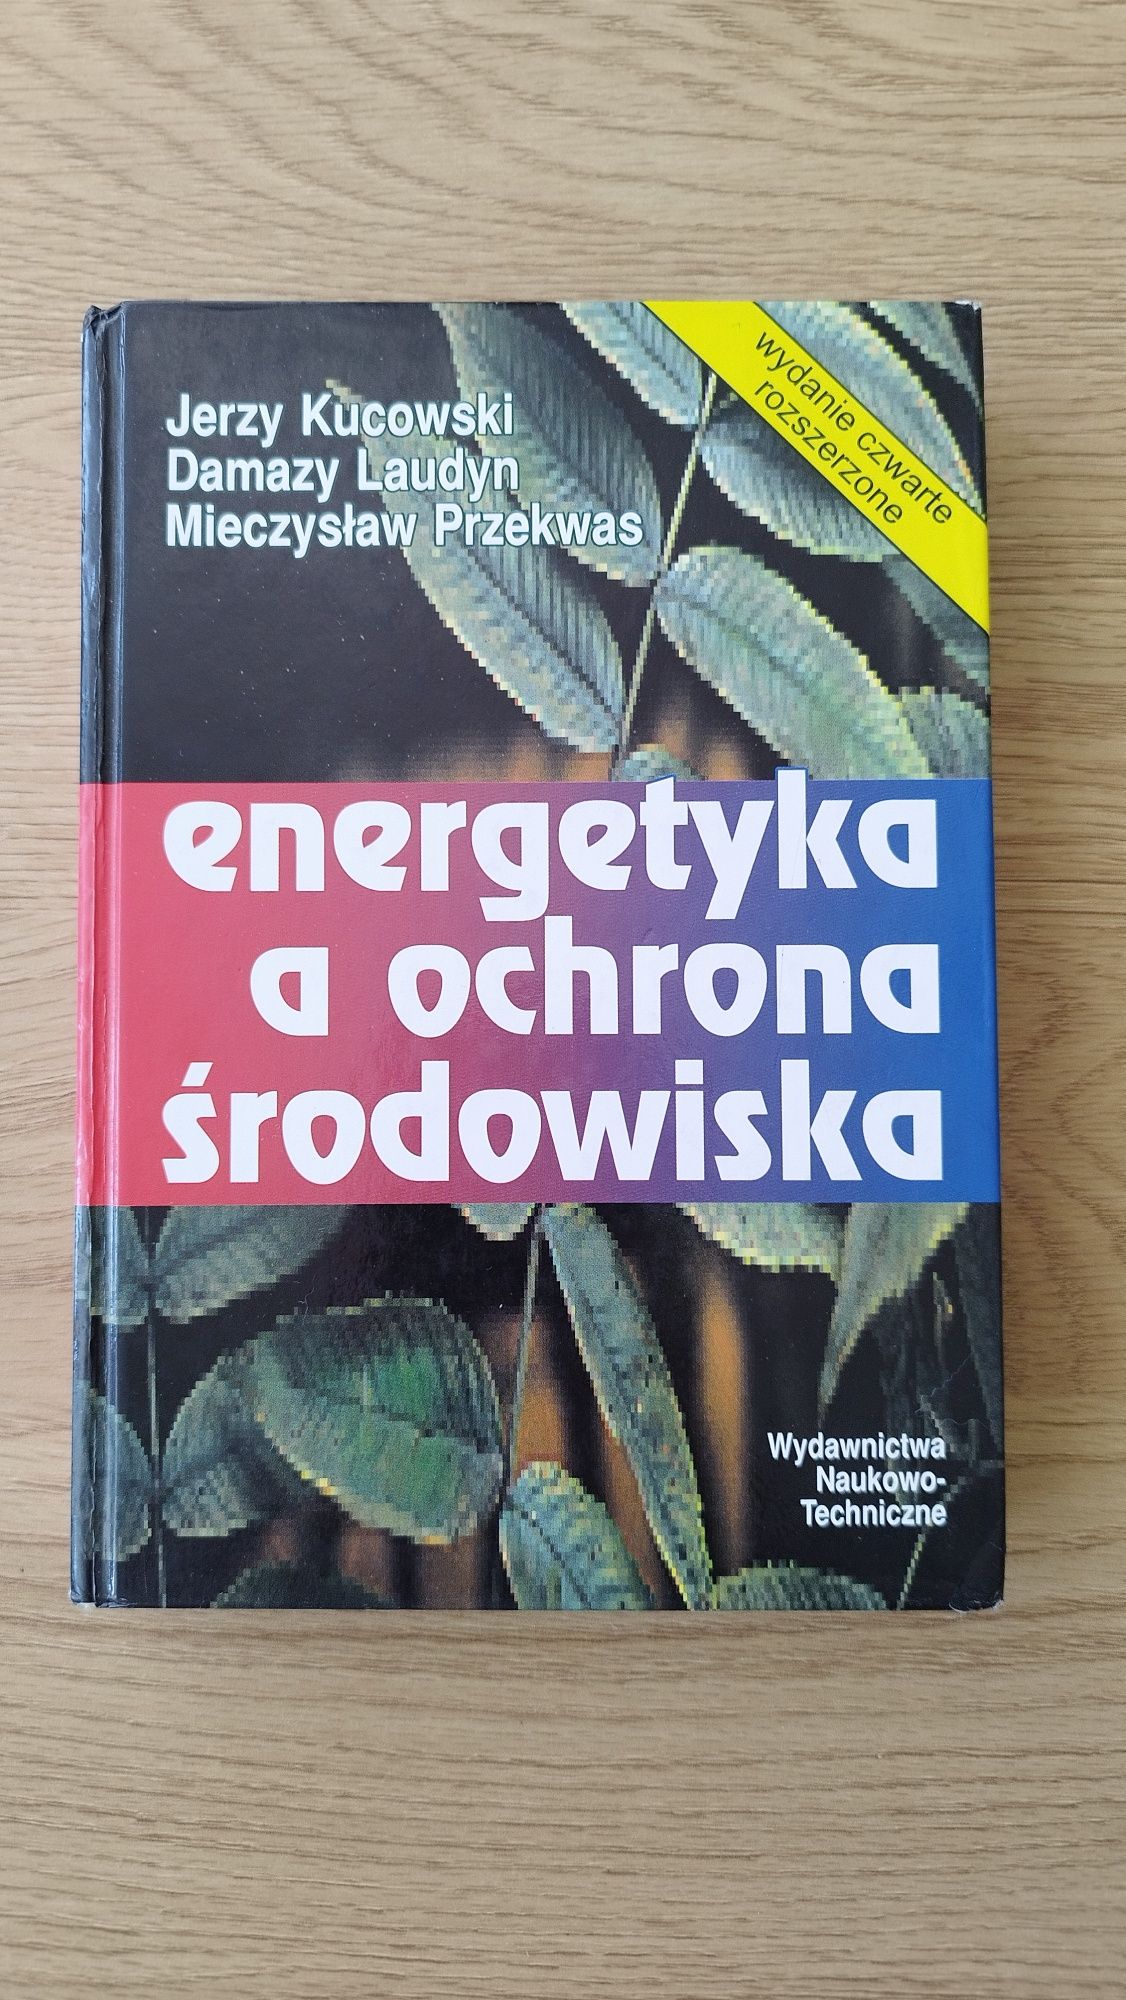 wydanie czwarte
rozszerzone
Jerzy Kucowski
Damazy Laudyn
Mieczysław Przekwas
energetyka
a ochrona
środowiska
Wydawnictwa
Naukowo-
Techniczne